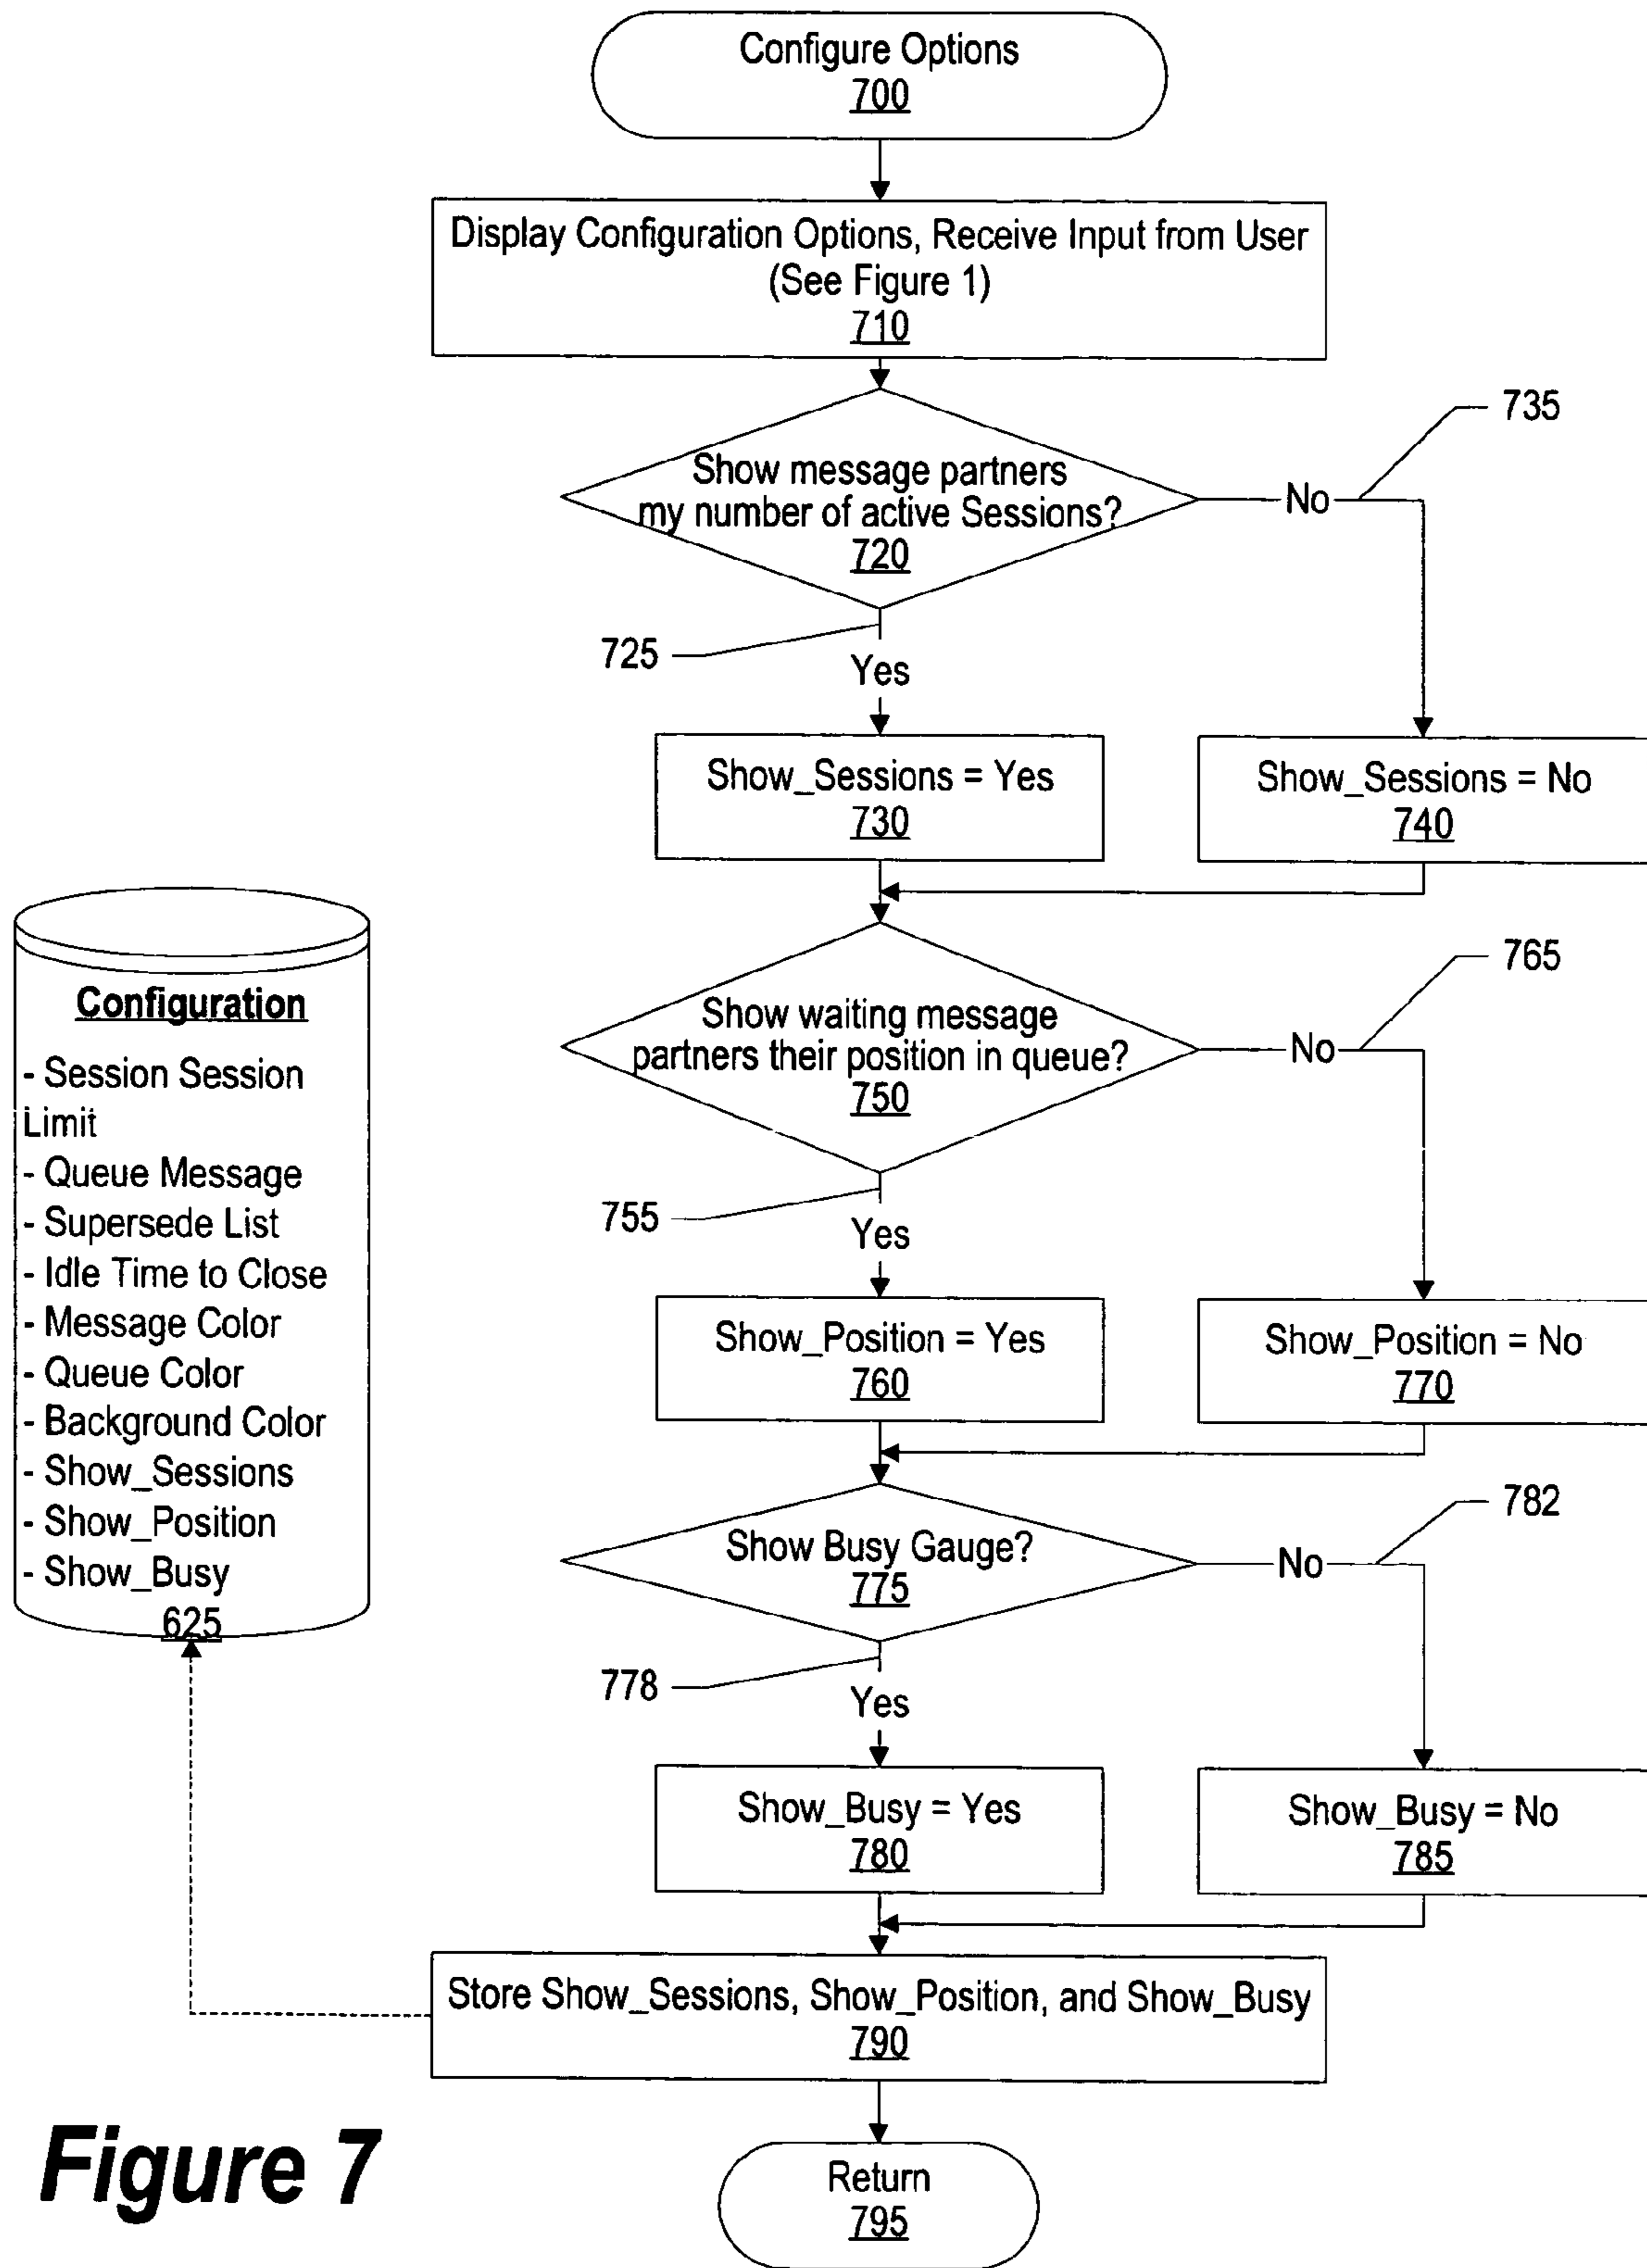 Configure Options
700
Display Configuration Options, Receive Input from User
(See Figure 1)
710
Show message partners
my number of active Sessions?
720
735
No
725
Yes
Show_Sessions = Yes
730
Show_Sessions = No
740
Configuration
- Session Session
Limit
- Queue Message
- Supersede List
- Idle Time to Close
- Message Color
- Queue Color
- Background Color
- Show_Sessions
- Show_Position
- Show_Busy
625
Show waiting message
partners their position in queue?
750
765
No
755
Yes
Show_Position = Yes
760
Show_Position = No
770
Show Busy Gauge?
775
782
No
778
Yes
Show_Busy = Yes
780
Show_Busy = No
785
Store Show_Sessions, Show_Position, and Show_Busy
790
Return
795
Figure 7